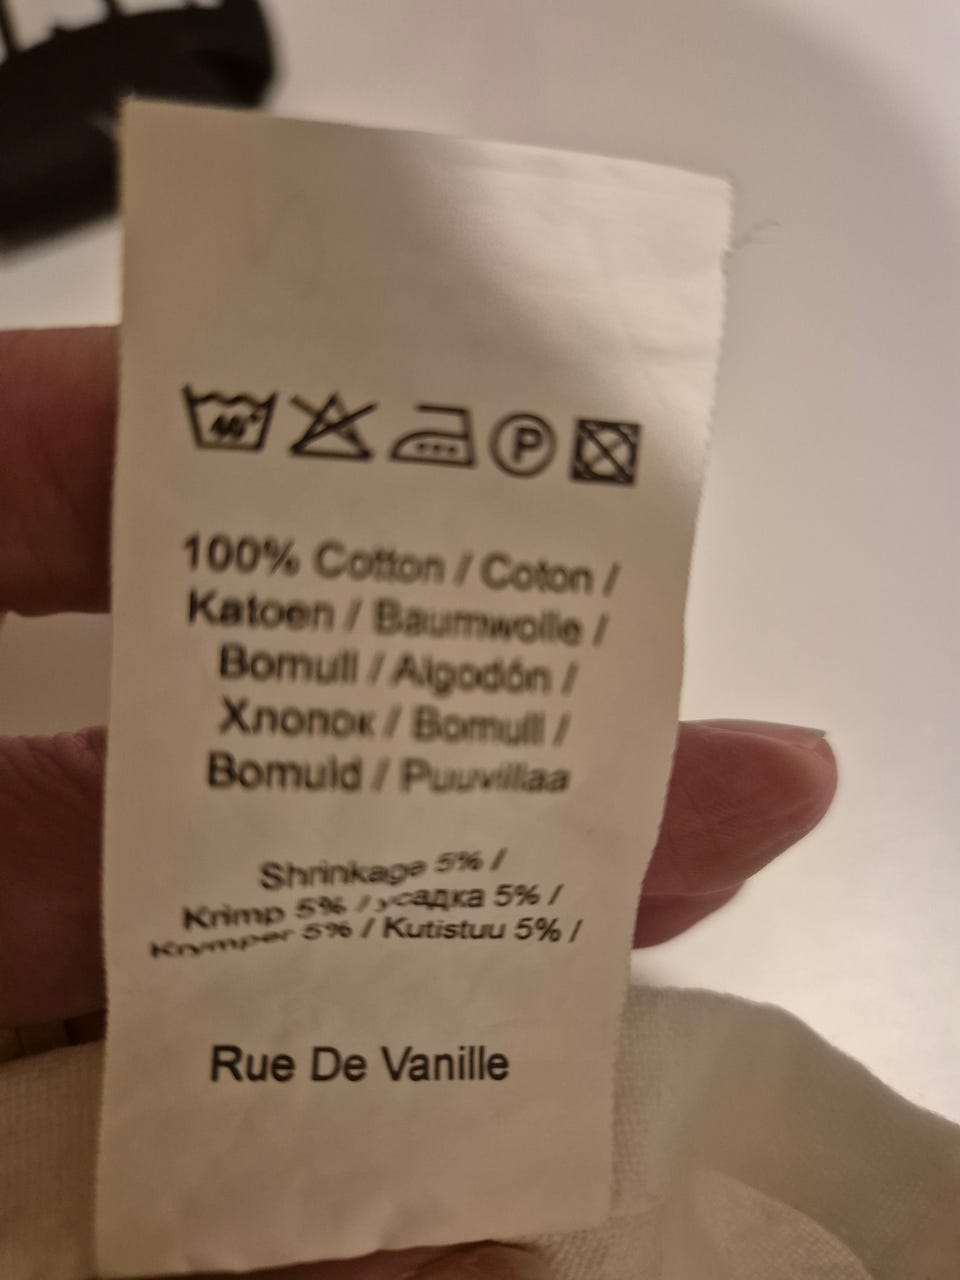 40°
P
100% Cotton / Coton /
Katoen / Baumwolle /
Bomull / Algodón /
Хлопок / Bomull /
Bomuld / Puuvillaa
Shrinkage 5% /
Krimp 5% / усадка 5% /
Krymper 5% / Kutistuu 5% /
Rue De Vanille